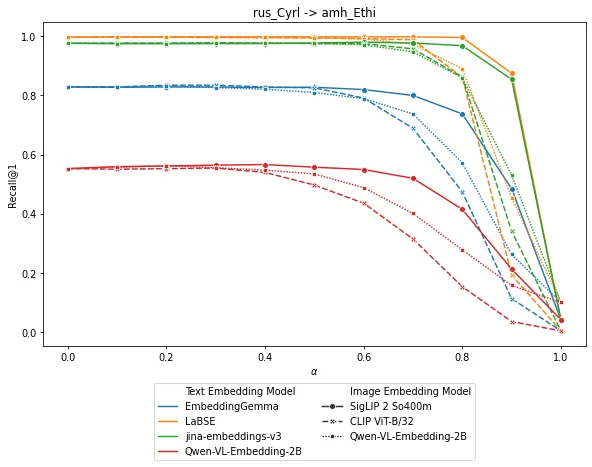 rus_Cyrl -> amh_Ethi
Recall@1
1.0
0.8
0.6
0.4
0.2
0.0
0.0 0.2 0.4 0.6 0.8 1.0
α
Text Embedding Model
EmbeddingGemma
LaBSE
jina-embeddings-v3
Qwen-VL-Embedding-2B
Image Embedding Model
SigLIP 2 So400m
CLIP ViT-B/32
Qwen-VL-Embedding-2B